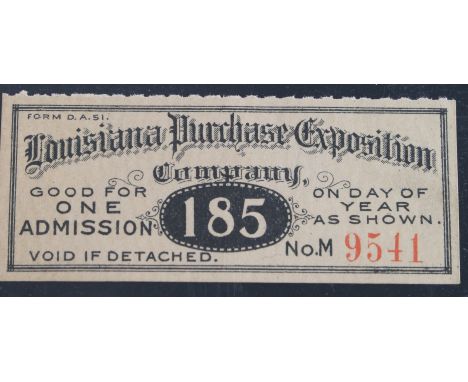 FORM D.A.51.
Louisiana Purchase Exposition
Company,
GOOD FOR
ONE
ADMISSION
185
ON DAY OF
YEAR
AS SHOWN.
VOID IF DETACHED.
No.M 9541